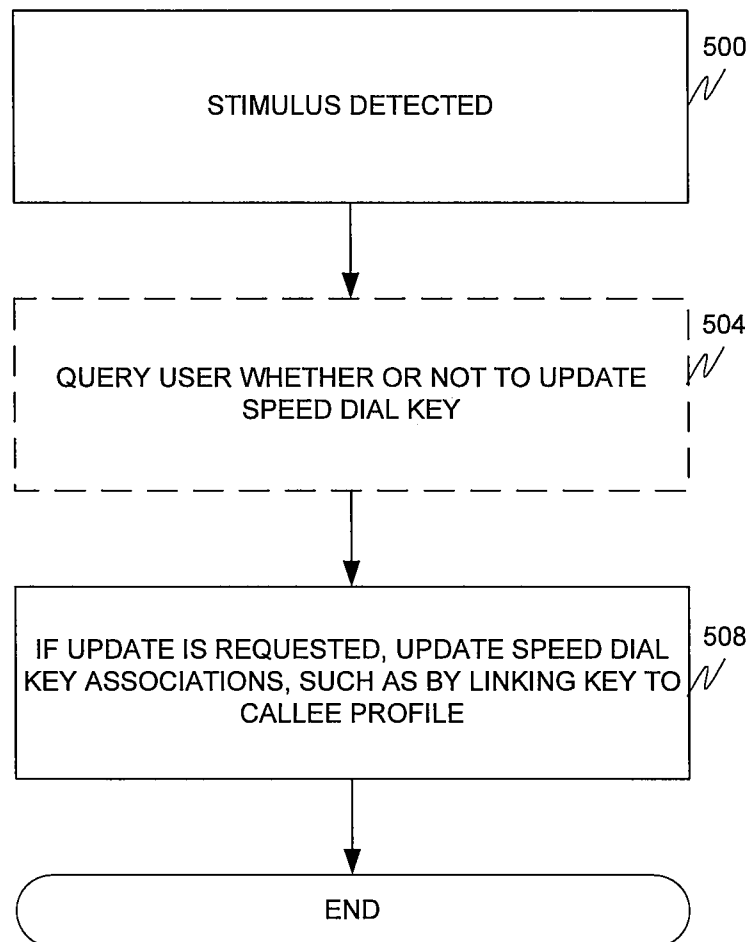 500
STIMULUS DETECTED
504
QUERY USER WHETHER OR NOT TO UPDATE
SPEED DIAL KEY
508
IF UPDATE IS REQUESTED, UPDATE SPEED DIAL
KEY ASSOCIATIONS, SUCH AS BY LINKING KEY TO
CALLEE PROFILE
END